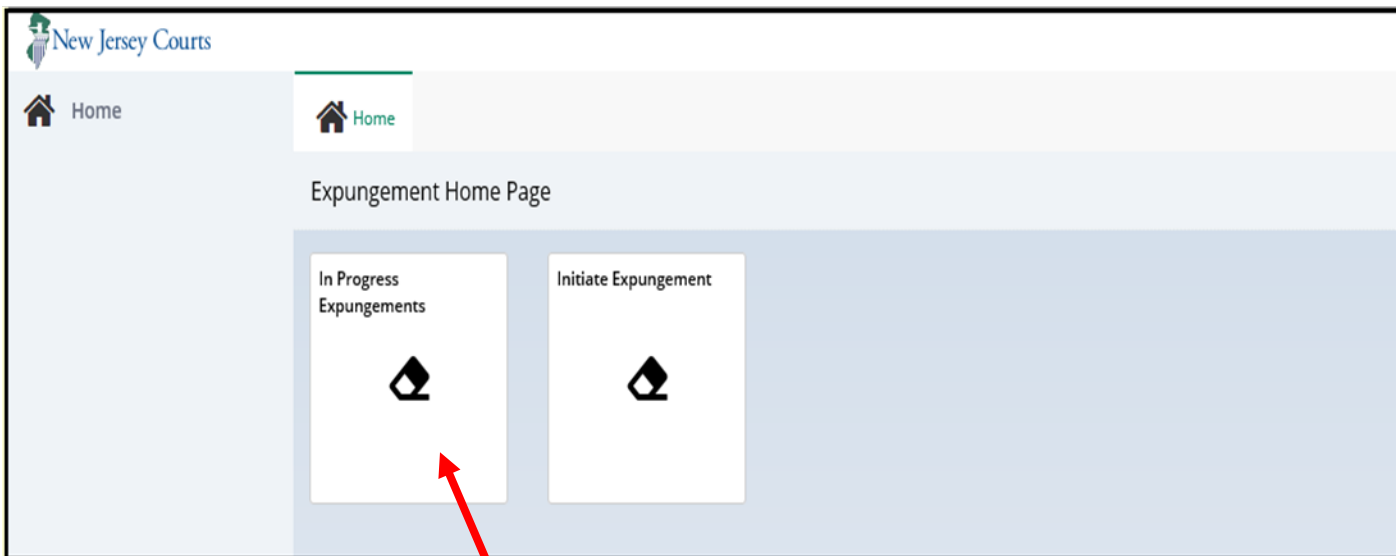 New Jersey Courts
Home
Home
Expungement Home Page
In Progress
Expungements
Initiate Expungement